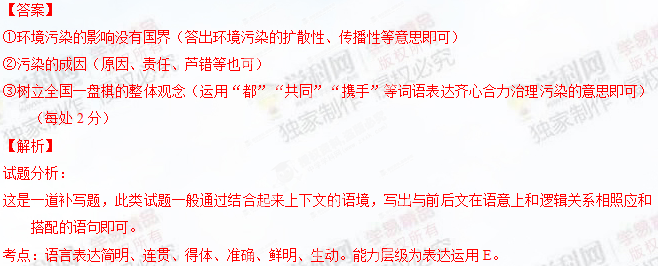 【答案】
①环境污染的影响没有国界（答出环境污染的扩散性、传播性等意思即可）
②污染的成因（原因、责任、芦错等也可）
③树立全国一盘棋的整体观念（运用“都”“共同”“携手”等词语表达齐心合力治理污染的意思即可）
（每处2分）
【解析】
试题分析：
这是一道补写题，此类试题一般通过结合起来上下文的语境，写出与前后文在语意上和逻辑关系相照应和
搭配的语句即可。
考点：语言表达简明、连贯、得体、准确、鲜明、生动。能力层级为表达运用E。